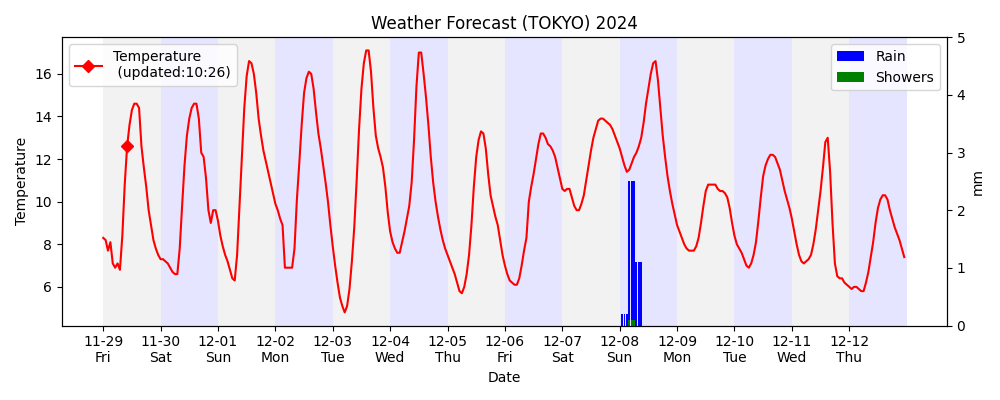 Weather Forecast (TOKYO) 2024
Temperature
(updated:10:26)
Rain
Showers
Temperature
16
14
12
10
8
6
5
4
3
2
1
0
mm
11-29 11-30 12-01 12-02 12-03 12-04 12-05 12-06 12-07 12-08 12-09 12-10 12-11 12-12
Fri Sat Sun Mon Tue Wed Thu Fri Sat Sun Mon Tue Wed Thu
Date